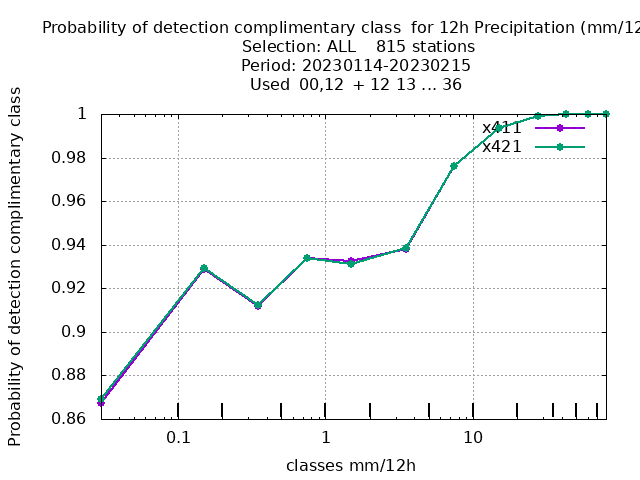 Probability of detection complimentary class  for 12h Precipitation (mm/12
Selection: ALL    815 stations
Period: 20230114-20230215
Used  00,12  + 12 13 ... 36
Probability of detection complimentary class
1
0.98
0.96
0.94
0.92
0.9
0.88
0.86
x411
x421
0.1
1
10
classes mm/12h